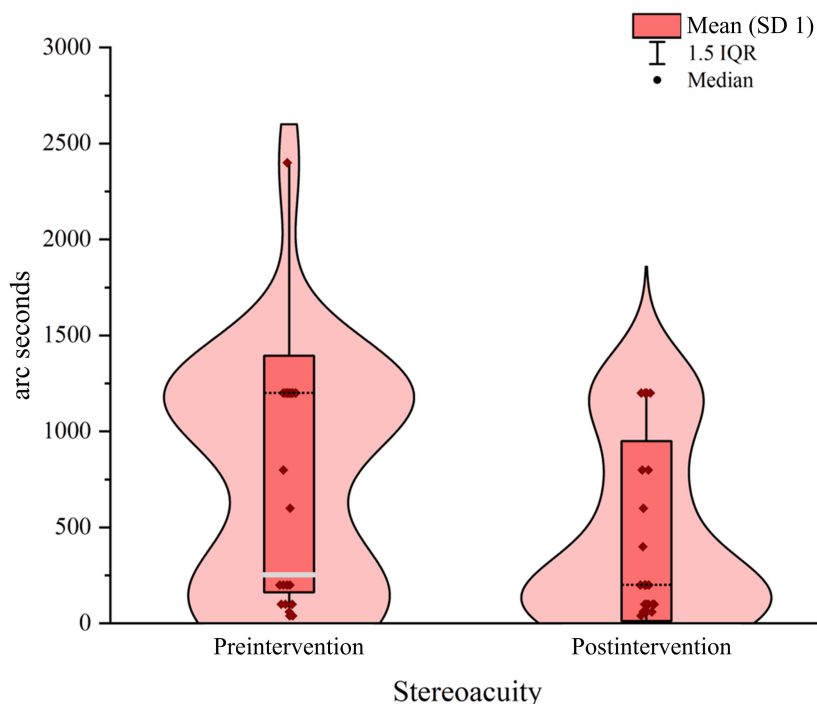 Mean (SD 1)
1.5 IQR
Median
3000
2500
2000
1500
1000
500
0
arc seconds
Preintervention
Postintervention
Stereoacuity